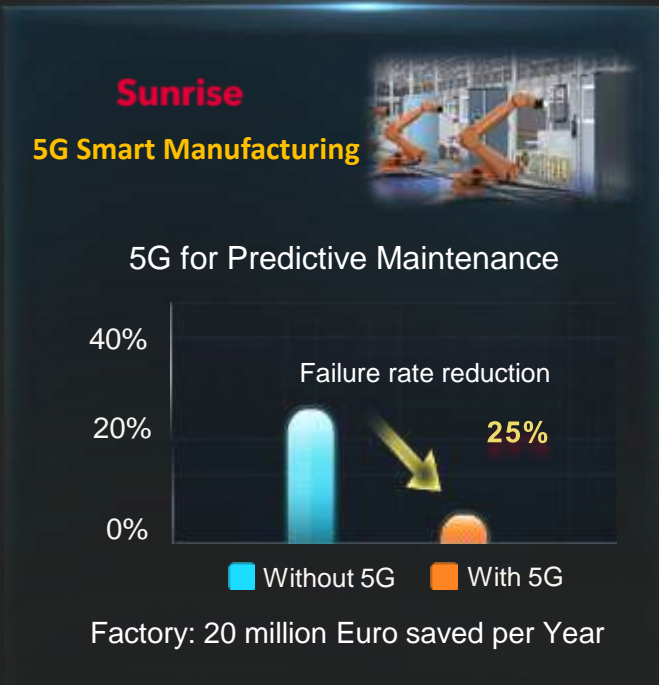 Sunrise
5G Smart Manufacturing
5G for Predictive Maintenance
40%
Failure rate reduction
20%
25%
0%
Without 5G
With 5G
Factory: 20 million Euro saved per Year